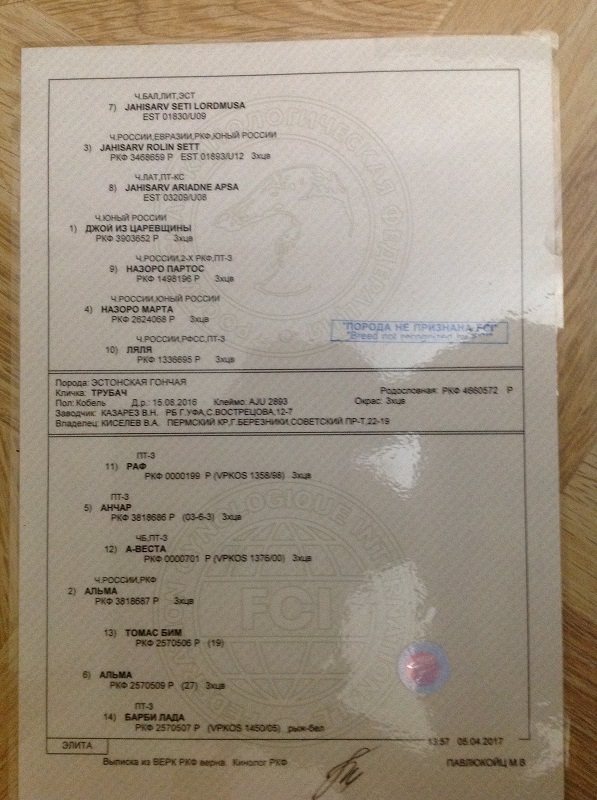 Ч.БАЛ,ЛИТ,ЭСТ
7) JAHISARV SETI LORDMUSA
EST 01830/U09
Ч.РОССИИ,ЕВРАЗИИ,РКФ,ЮНЫЙ РОССИИ
3) JAHISARV ROLIN SETT
РКФ 3468659 Р EST 01893/U12 3хцв
Ч.ЛАТ,ПТ-КС
8) JAHISARV ARIADNE APSA
EST 03209/U08
Ч.ЮНЫЙ РОССИИ
1) ДЖОЙ ИЗ ЦАРЕВЩИНЫ
РКФ 3903652 Р 3хцв
Ч.РОССИИ,2-Х РКФ,ПТ-3
9) НАЗОРО ПАРТОС
РКФ 1498196 Р 3хцв
Ч.РОССИИ,ЮНЫЙ РОССИИ
4) НАЗОРО МАРТА
РКФ 2624068 Р 3хцв
"ПОРОДА НЕ ПРИЗНАНА FCI"
"Breed not recognized by FCI"
Ч.РОССИИ,РФСС,ПТ-3
10) ЛЯЛЯ
РКФ 1336695 Р 3хцв
Порода: ЭСТОНСКАЯ ГОНЧАЯ
Кличка: ТРУБАЧ Родословная: РКФ 4860572 Р
Пол: Кобель Д.р.: 15.08.2016 Клеймо: AJU 2893 Окрас: 3хцв
Заводчик: КАЗАРЕЗ В.Н. РБ Г.УФА,С.ВОСТРЕЦОВА,12-7
Владелец: КИСЕЛЕВ В.А. ПЕРМСКИЙ КР,Г.БЕРЕЗНИКИ,СОВЕТСКИЙ ПР-Т,22-19
ПТ-3
11) РАФ
РКФ 0000199 Р (VPKOS 1358/98) 3хцв
ПТ-3
5) АНЧАР
РКФ 3818686 Р (03-6-3) 3хцв
ЧБ,ПТ-3
12) А-ВЕСТА
РКФ 0000701 Р (VPKOS 1376/00) 3хцв
Ч.РОССИИ,РКФ
2) АЛЬМА
РКФ 3818687 Р 3хцв
FCI
13) ТОМАС БИМ
РКФ 2570506 Р (19)
6) АЛЬМА
РКФ 2570509 Р (27) 3хцв
ПТ-3
14) БАРБИ ЛАДА
РКФ 2570507 Р (VPKOS 1450/05) рыж-бел
ЭЛИТА 13:57 05.04.2017
Выписка из ВЕРК РКФ верна. Кинолог РКФ ПАВЛЮКОЙЦ М.В.